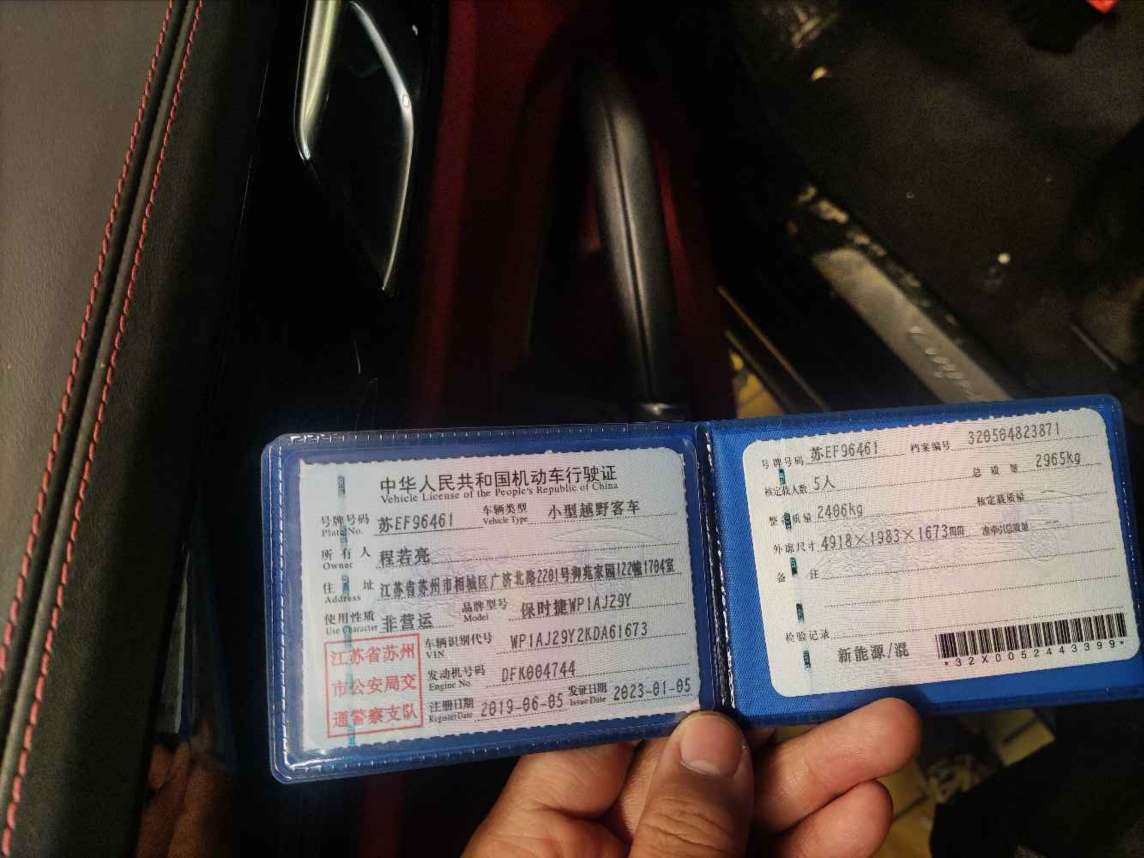 中华人民共和国机动车行驶证
Vehicle License of the People's Republic of China
号牌号码 苏EF96461 车辆类型 小型越野客车
Plate No. Vehicle Type
所有人 程若亮
Owner
住址 江苏省苏州市相城区广济北路2201号御苑家园122幢1704室
Address
使用性质 非营运 品牌型号 保时捷WP1AJ29Y
Use Character Model
江苏省苏州
市公安局交
通警察支队
车辆识别代号 WP1AJ29Y2KDA61673
VIN
发动机号码 DFK004744
Engine No.
注册日期 2019-06-05 发证日期 2023-01-05
Register Date Issue Date
号牌号码 苏EF96461 档案编号 320504823871
核定载人数 5人 总质量 2965kg
整备质量 2406kg 核定载质量 --
外廓尺寸 4918×1983×1673mm 准牵引总质量 --
备注
检验记录
新能源/混
*32X0052443399*